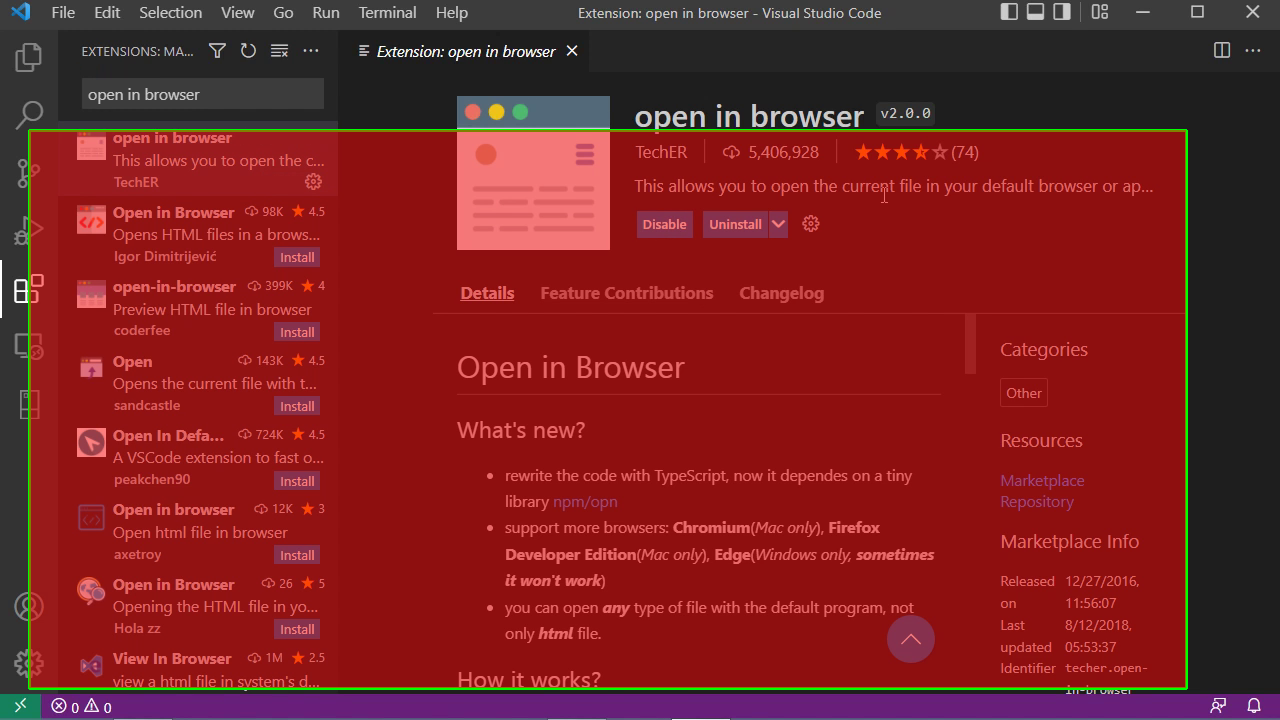 File Edit Selection View Go Run Terminal Help Extension: open in browser - Visual Studio Code
EXTENSIONS: MA...
open in browser
open in browser
This allows you to open the c...
TechER
Open in Browser 98K 4.5
Opens HTML files in a brows...
Igor Dimitrijević Install
open-in-browser 399K 4
Preview HTML file in browser
coderfee Install
Open 143K 4.5
Opens the current file with t...
sandcastle Install
Open In Defa... 724K 4.5
A VSCode extension to fast o...
peakchen90 Install
Open in browser 12K 3
Open html file in browser
axetroy Install
Open in Browser 26 5
Opening the HTML file in yo...
Hola zz Install
View In Browser 1M 2.5
view a html file in system's d...
Extension: open in browser
open in browser v2.0.0
TechER 5,406,928 (74)
This allows you to open the current file in your default browser or ap...
Disable Uninstall
Details Feature Contributions Changelog
Open in Browser
What's new?
• rewrite the code with TypeScript, now it dependes on a tiny
library npm/opn
• support more browsers: Chromium(Mac only), Firefox
Developer Edition(Mac only), Edge(Windows only, sometimes
it won't work)
• you can open any type of file with the default program, not
only html file.
How it works?
Categories
Other
Resources
Marketplace
Repository
Marketplace Info
Released 12/27/2016,
on 11:56:07
Last 8/12/2018,
updated 05:53:37
Identifier techer.open-
in-browser
0 0